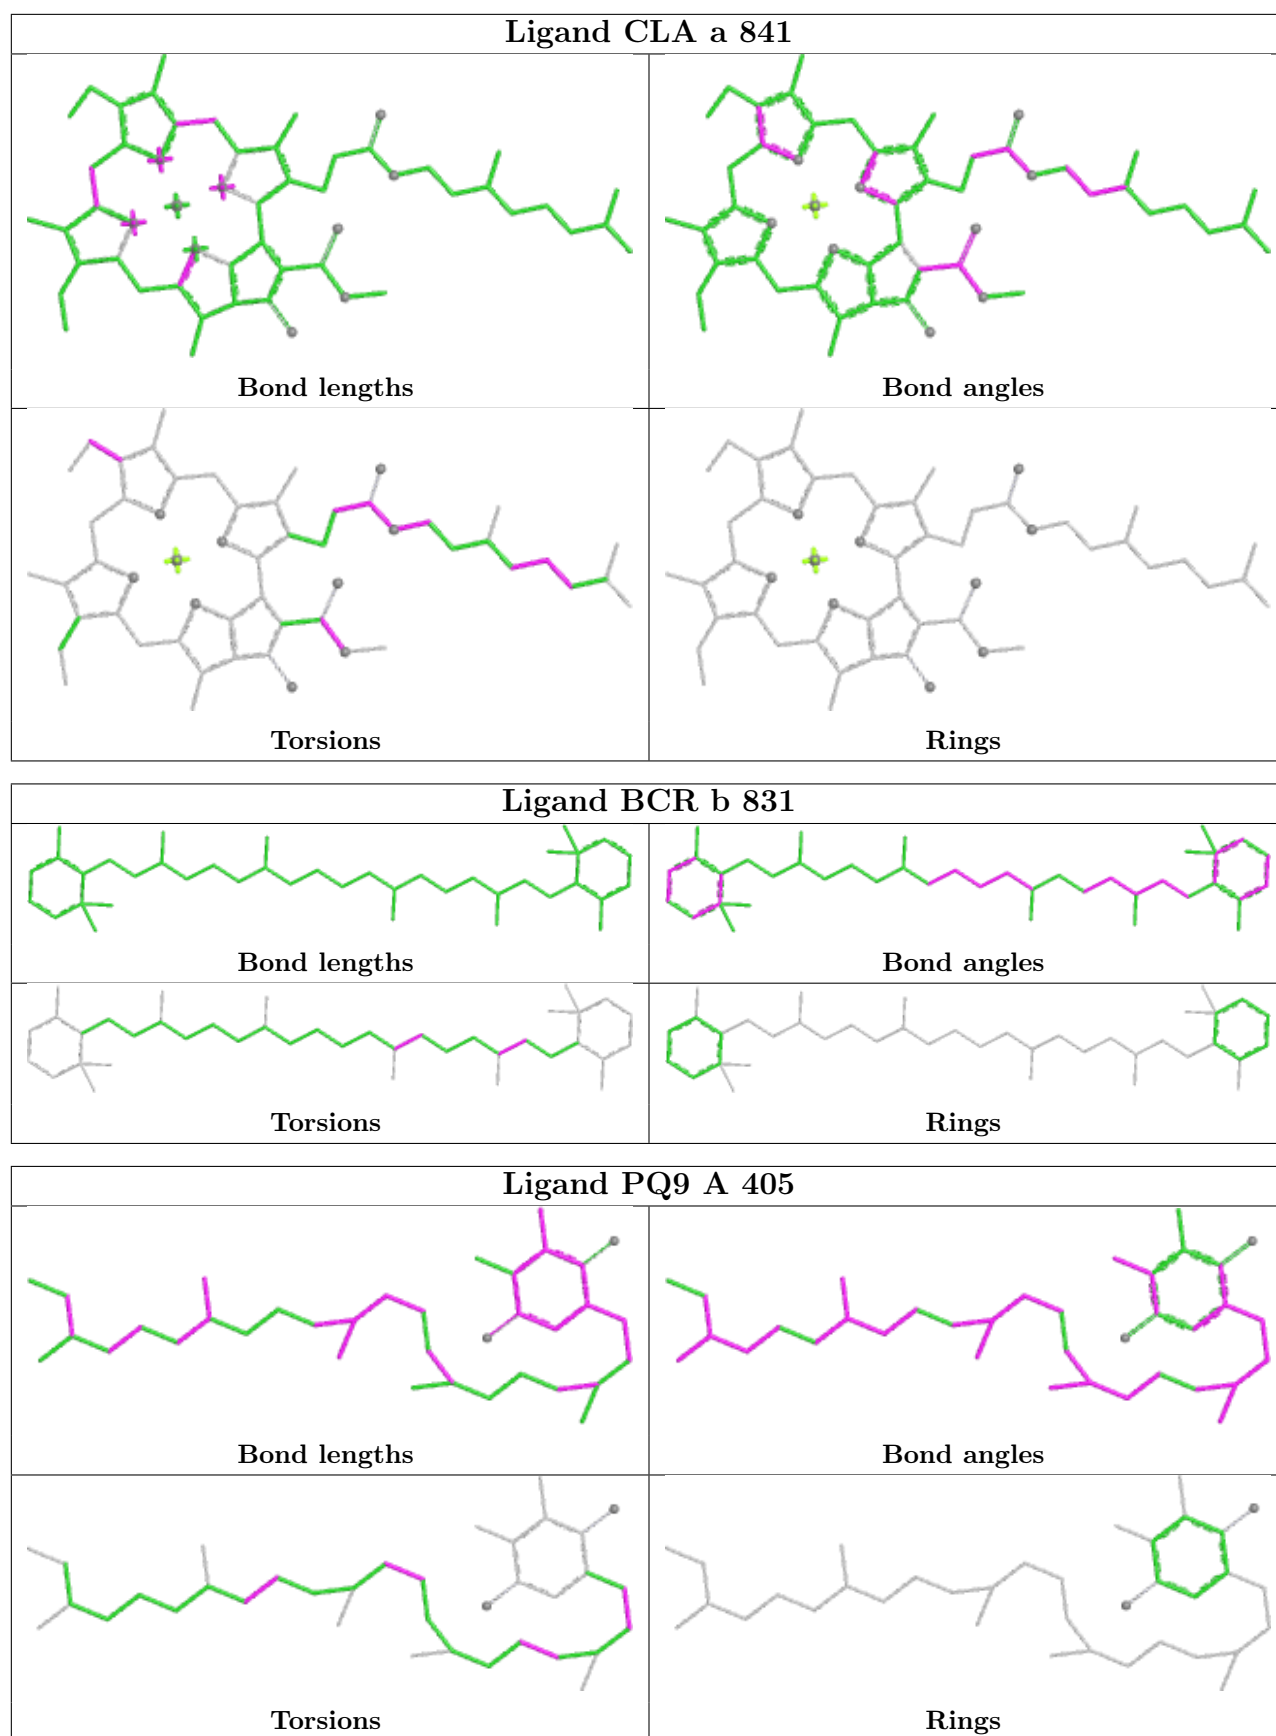 Ligand CLA a 841
Bond lengths
Bond angles
Torsions
Rings
Ligand BCR b 831
Bond lengths
Bond angles
Torsions
Rings
Ligand PQ9 A 405
Bond lengths
Bond angles
Torsions
Rings